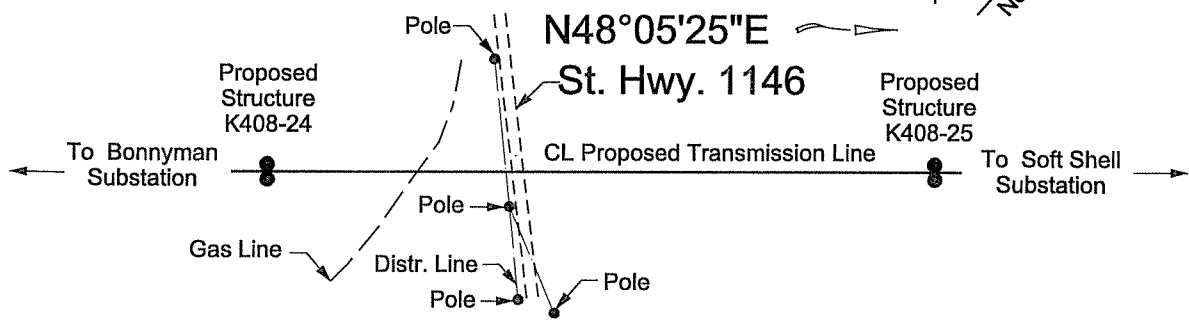 Pole
N48°05'25"E
St. Hwy. 1146
Proposed
Structure
K408-24
Proposed
Structure
K408-25
To Bonnyman
Substation
CL Proposed Transmission Line
To Soft Shell
Substation
Pole
Gas Line
Distr. Line
Pole
Pole